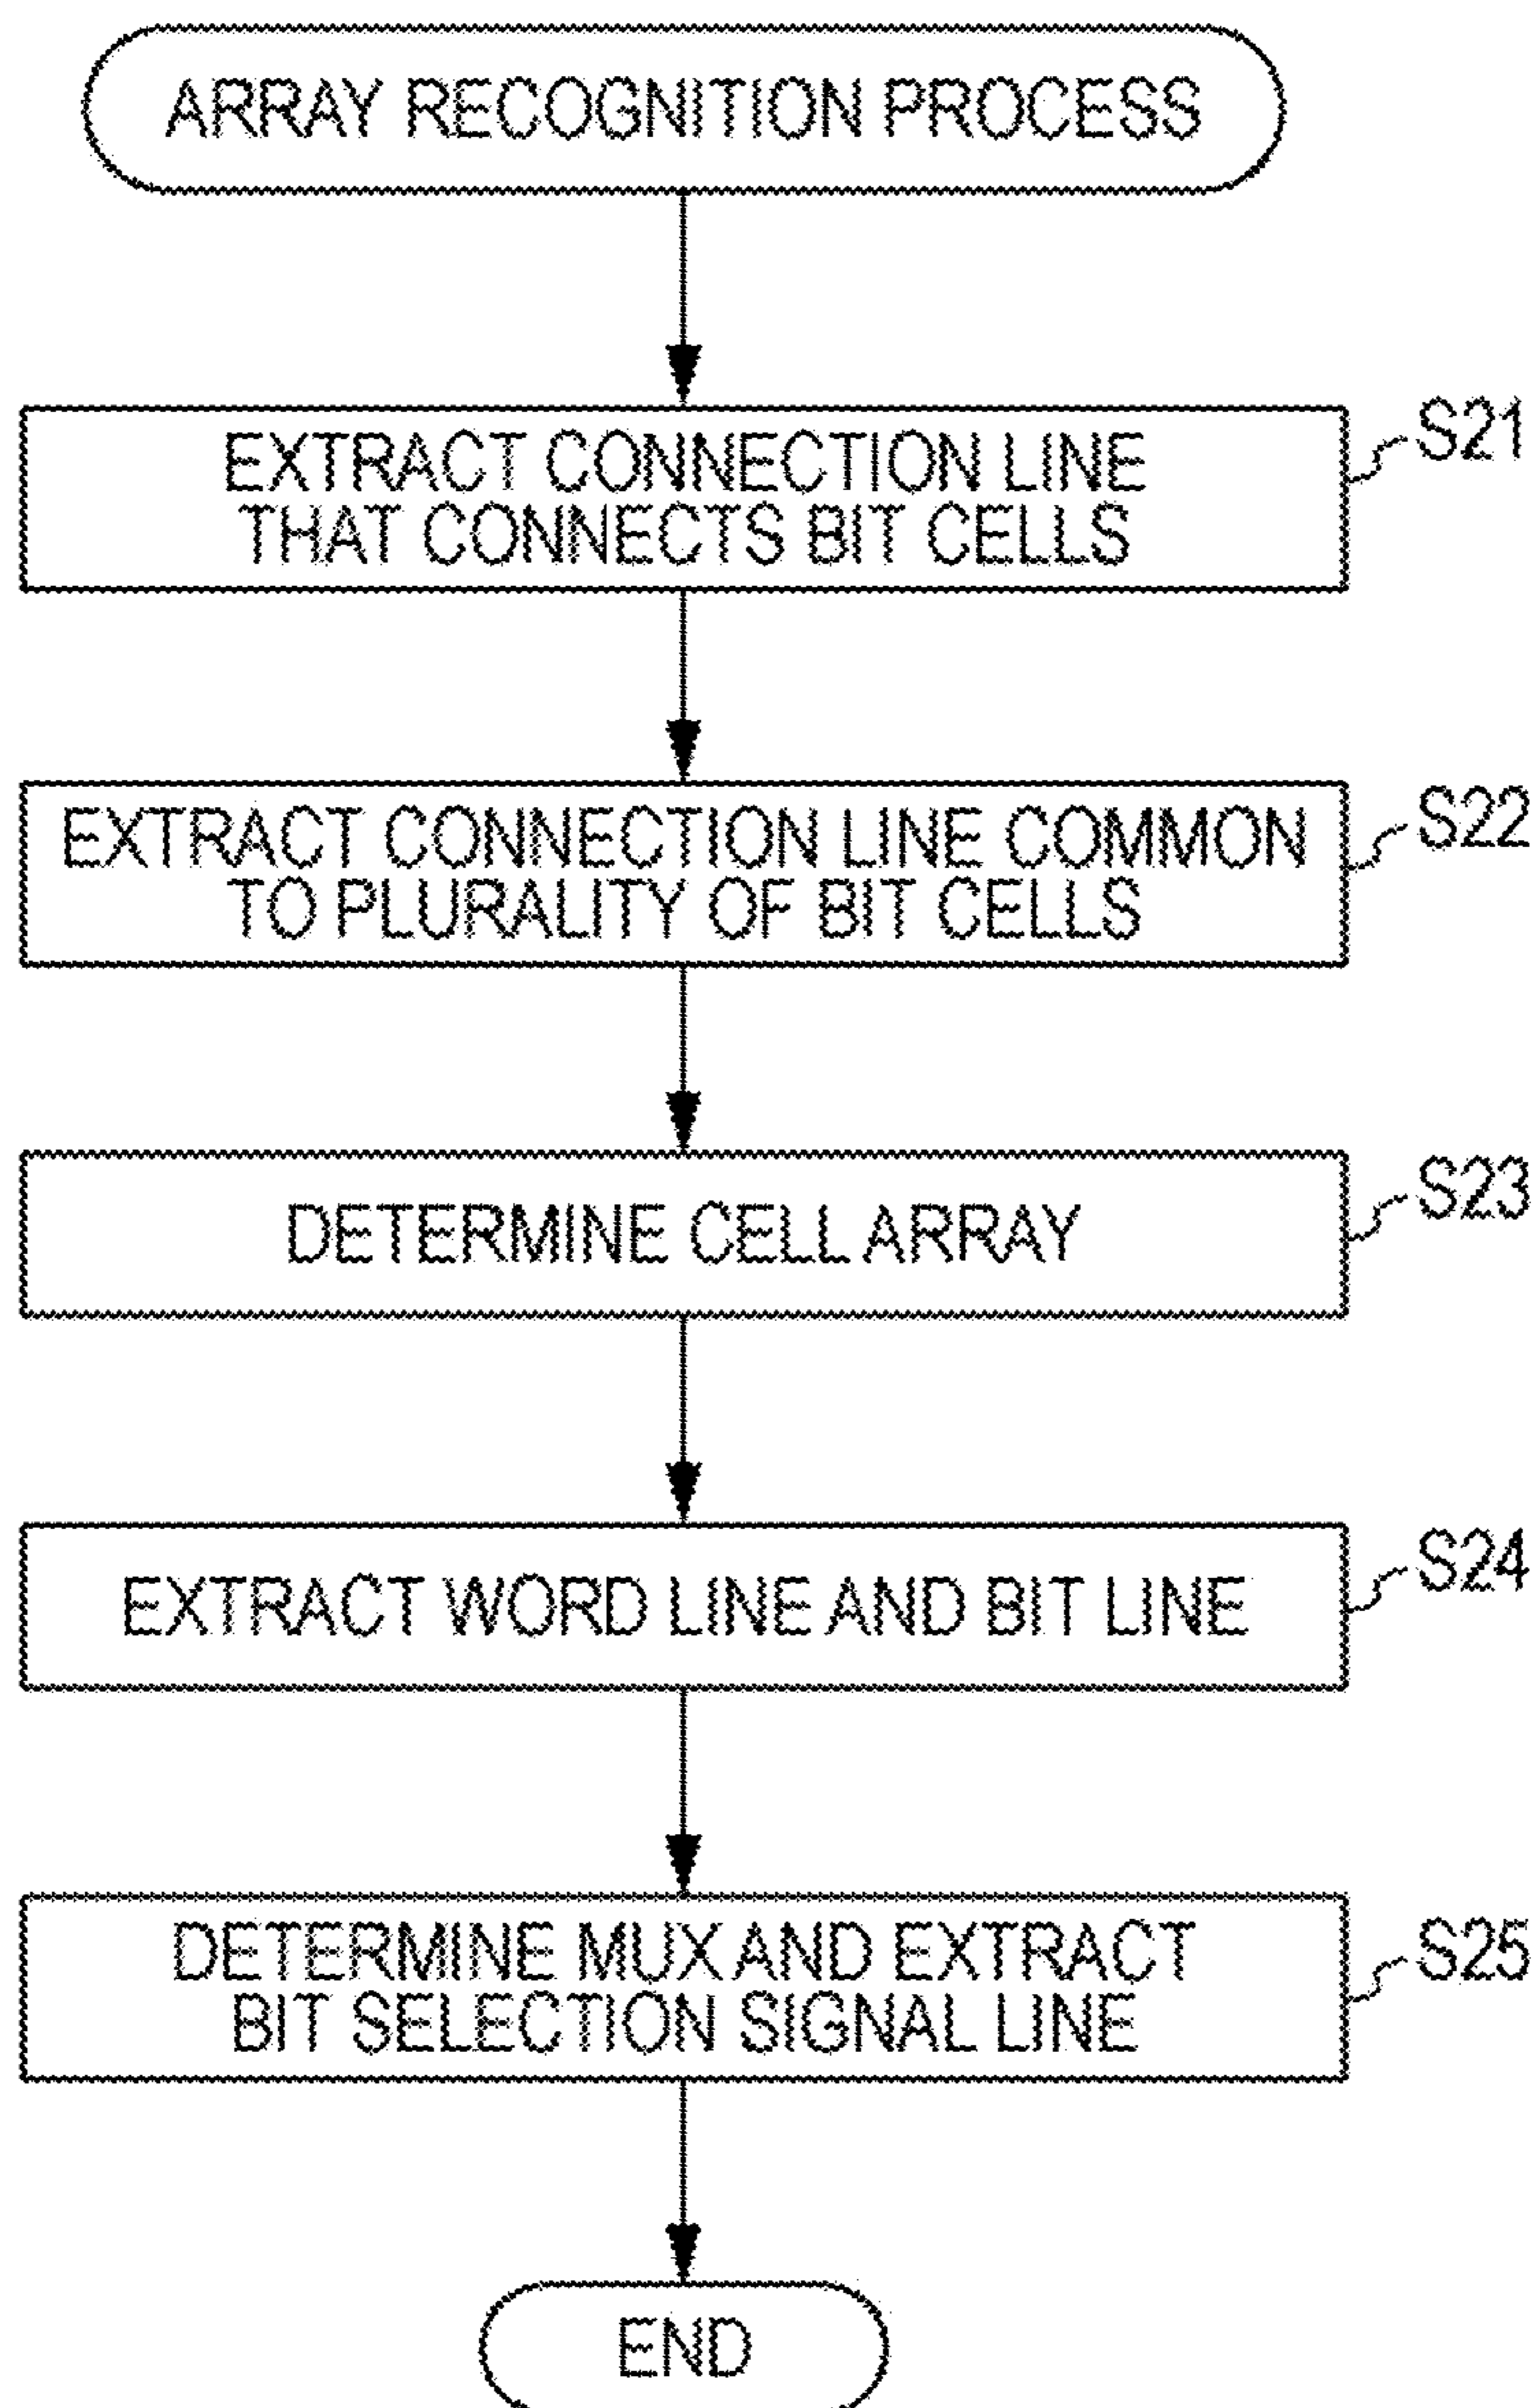 ARRAY RECOGNITION PROCESS
EXTRACT CONNECTION LINE
THAT CONNECTS BIT CELLS
S21
EXTRACT CONNECTION LINE COMMON
TO PLURALITY OF BIT CELLS
S22
DETERMINE CELL ARRAY
S23
EXTRACT WORD LINE AND BIT LINE
S24
DETERMINE MUX AND EXTRACT
BIT SELECTION SIGNAL LINE
S25
END